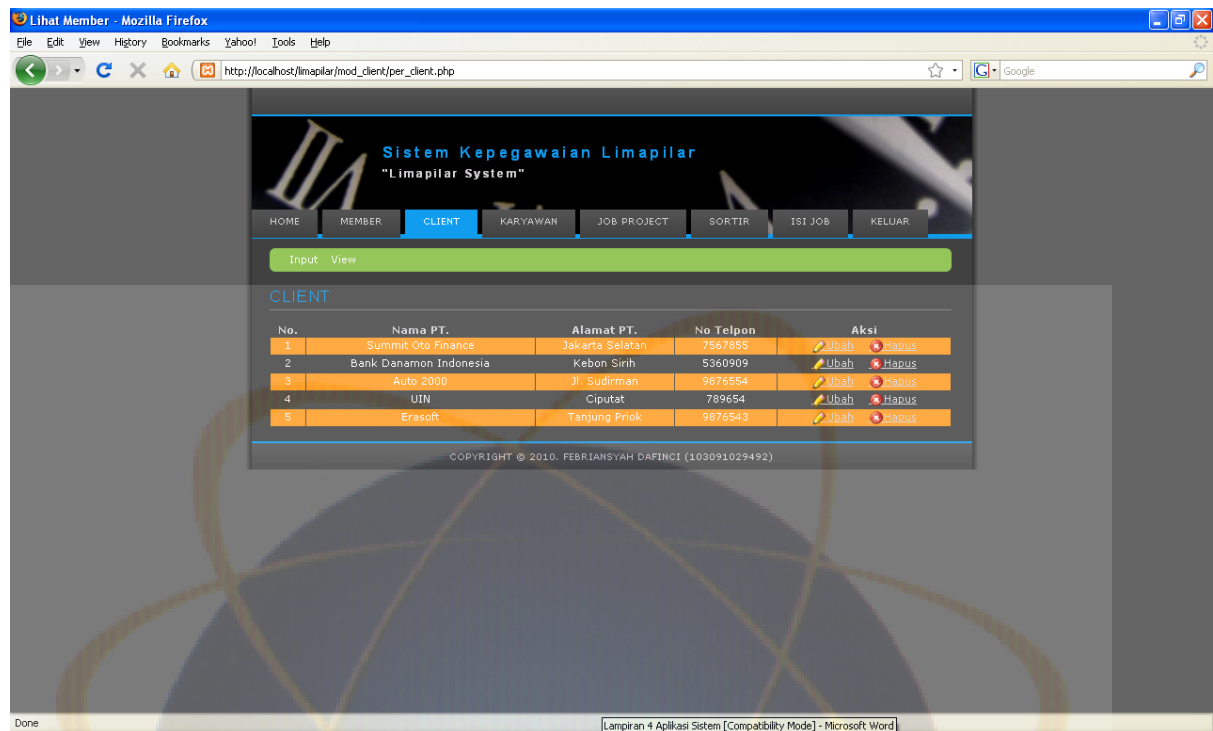 Lihat Member - Mozilla Firefox
File Edit View History Bookmarks Yahoo! Tools Help
http://localhost/limapilar/mod_client/per_client.php
G Google
Sistem Kepegawaian Limapilar
"Limapilar System"
HOME MEMBER CLIENT KARYAWAN JOB PROJECT SORTIR ISI JOB KELUAR
Input View
CLIENT
No. Nama PT. Alamat PT. No Telpon Aksi
1 Summit Oto Finance Jakarta Selatan 7567855 Ubah Hapus
2 Bank Danamon Indonesia Kebon Sirih 5360909 Ubah Hapus
3 Auto 2000 Jl. Sudirman 9876554 Ubah Hapus
4 UIN Ciputat 789654 Ubah Hapus
5 Erasoft Tanjung Priok 9876543 Ubah Hapus
COPYRIGHT © 2010. FEBRIANSYAH DAFINCI (103091029492)
Done
Lampiran 4 Aplikasi Sistem [Compatibility Mode] - Microsoft Word